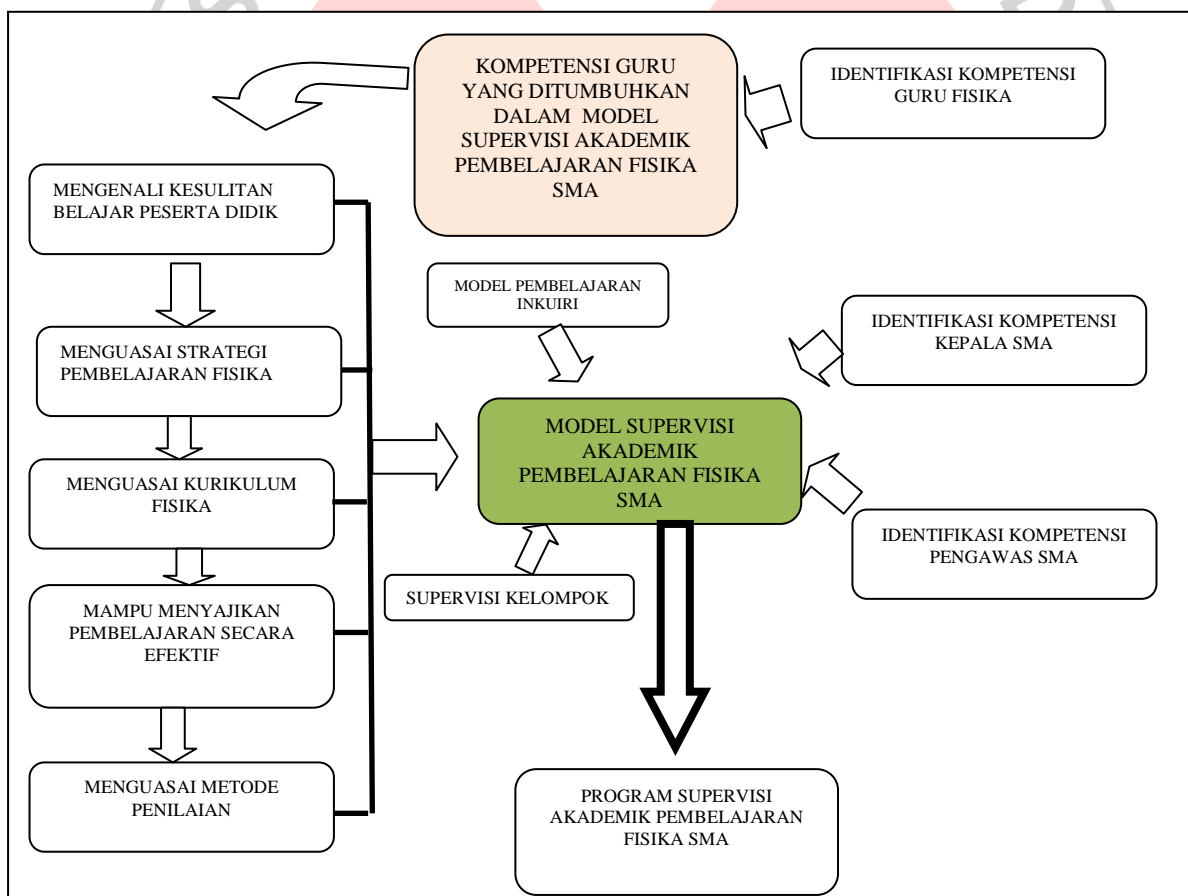 KOMPETENSI GURU
YANG DITUMBUHKAN
DALAM MODEL
SUPERVISI AKADEMIK
PEMBELAJARAN FISIKA
SMA
IDENTIFIKASI KOMPETENSI
GURU FISIKA
MENGENALI KESULITAN
BELAJAR PESERTA DIDIK
MODEL PEMBELAJARAN
INKUIRI
IDENTIFIKASI KOMPETENSI
KEPALA SMA
MENGUASAI STRATEGI
PEMBELAJARAN FISIKA
MODEL SUPERVISI
AKADEMIK
PEMBELAJARAN FISIKA
SMA
MENGUASAI KURIKULUM
FISIKA
IDENTIFIKASI KOMPETENSI
PENGAWAS SMA
SUPERVISI KELOMPOK
MAMPU MENYAJIKAN
PEMBELAJARAN SECARA
EFEKTIF
MENGUASAI METODE
PENILAIAN
PROGRAM SUPERVISI
AKADEMIK PEMBELAJARAN
FISIKA SMA